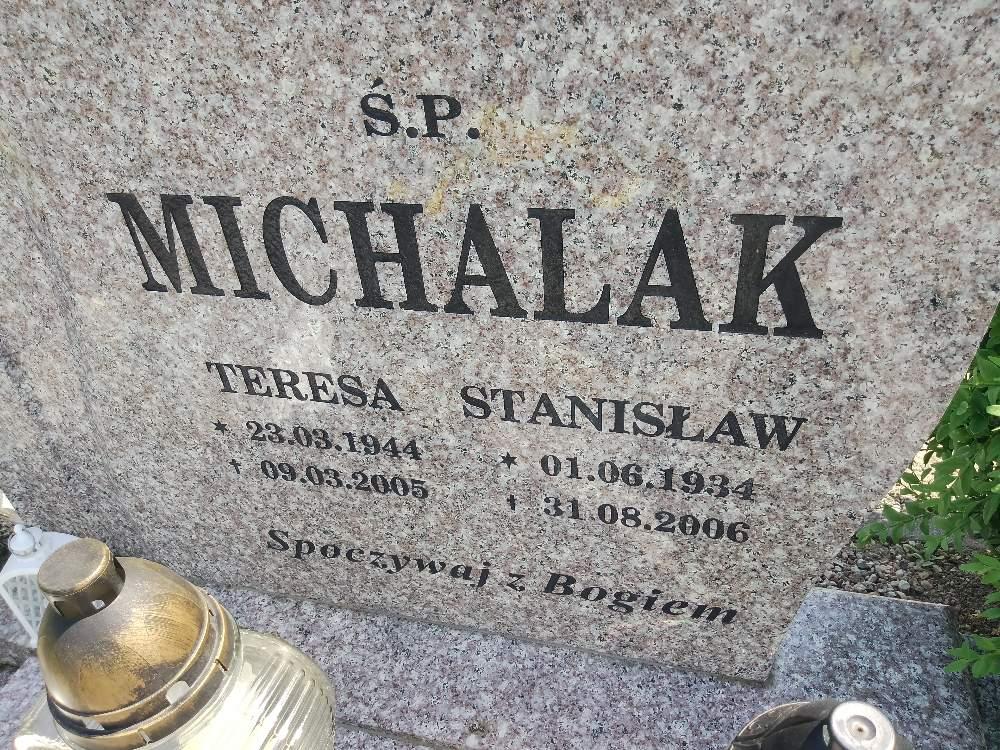 Ś.P.
MICHALAK
TERESA STANISŁAW
* 23.03.1944 * 01.06.1934
† 09.03.2005 † 31.08.2006
Spoczywaj z Bogiem